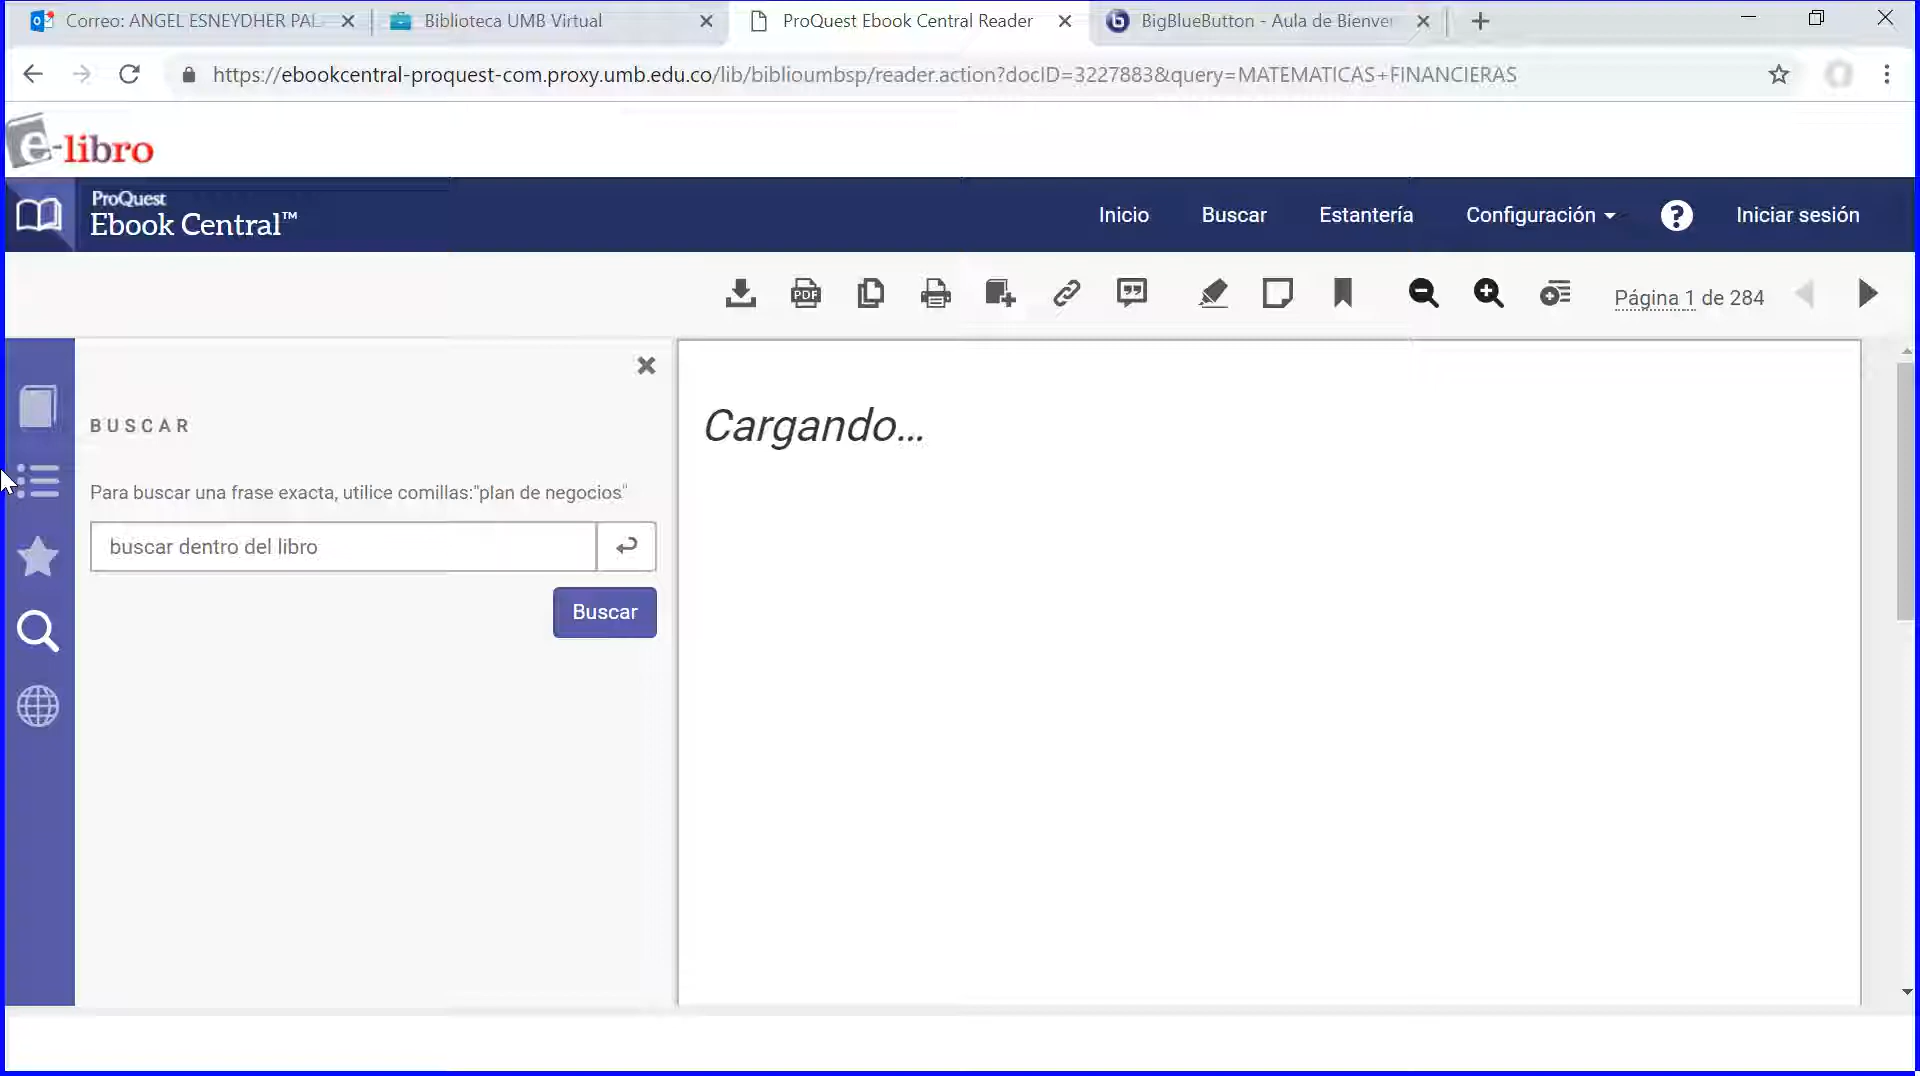 Correo: ANGEL ESNEYDHER PAL
Biblioteca UMB Virtual
ProQuest Ebook Central Reader
BigBlueButton - Aula de Bienve
https://ebookcentral-proquest-com.proxy.umb.edu.co/lib/biblioumbsp/reader.action?docID=3227883&query=MATEMATICAS+FINANCIERAS
e-libro
ProQuest
Ebook Central™
Inicio
Buscar
Estantería
Configuración
?
Iniciar sesión
PDF
Página 1 de 284
BUSCAR
Para buscar una frase exacta, utilice comillas:"plan de negocios"
buscar dentro del libro
Buscar
Cargando...